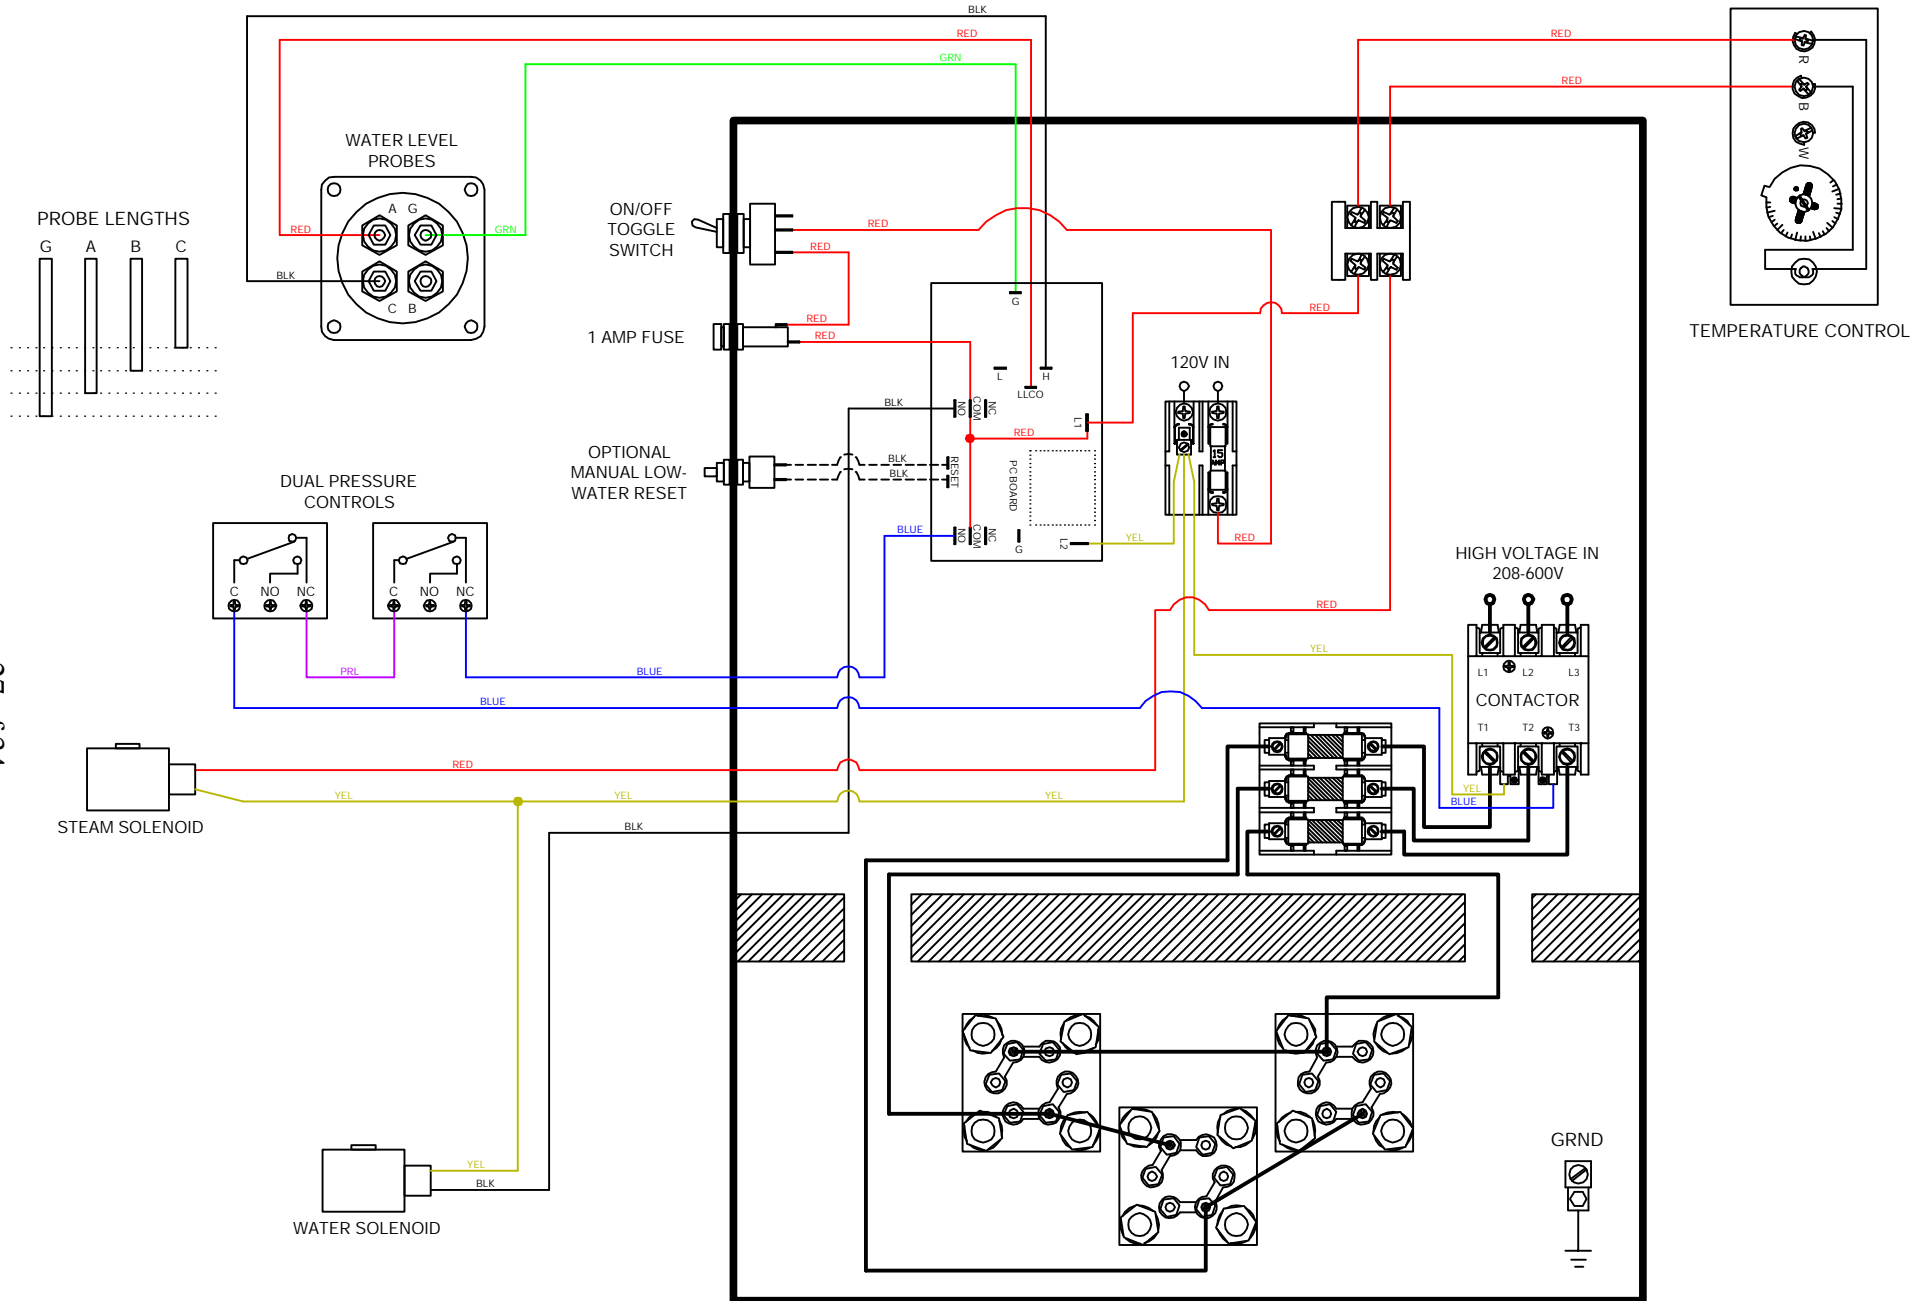 BLK
RED
GRN
RED
RED
WATER LEVEL
PROBES
A G
C B
RED
GRN
BLK
PROBE LENGTHS
G A B C
R
B
W
TEMPERATURE CONTROL
ON/OFF
TOGGLE
SWITCH
RED
RED
1 AMP FUSE
RED
RED
G
L
H
LLCO
NO
COM
NC
L1
RED
RED
BLK
120V IN
15
AMP
OPTIONAL
MANUAL LOW-
WATER RESET
BLK
BLK
RESET
PC BOARD
NO
COM
NC
G
L2
BLUE
YEL
RED
DUAL PRESSURE
CONTROLS
C NO NC
C NO NC
PRL
BLUE
BLUE
HIGH VOLTAGE IN
208-600V
RED
YEL
L1 L2 L3
CONTACTOR
T1 T2 T3
YEL
BLUE
RED
YEL
YEL
YEL
STEAM SOLENOID
BLK
YEL
BLK
WATER SOLENOID
GRND